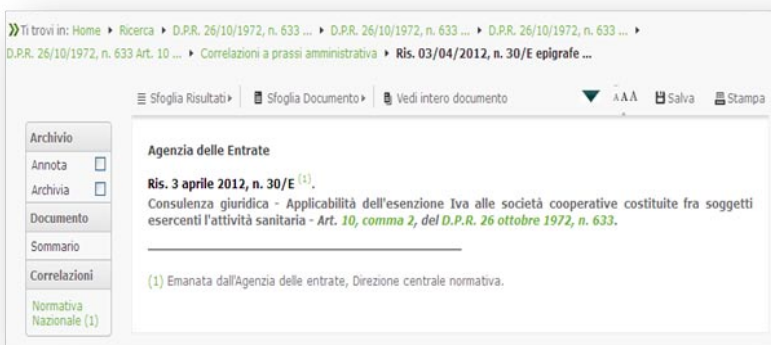 Ti trovi in: Home ▸ Ricerca ▸ D.P.R. 26/10/1972, n. 633 ... ▸ D.P.R. 26/10/1972, n. 633 ... ▸ D.P.R. 26/10/1972, n. 633 ... ▸
D.P.R. 26/10/1972, n. 633 Art. 10 ... ▸ Correlazioni a prassi amministrativa ▸ Ris. 03/04/2012, n. 30/E epigrafe ...
Sfoglia Risultati▸ | Sfoglia Documento▸ | Vedi intero documento AAA Salva Stampa
Archivio
Annota
Archivia
Documento
Sommario
Correlazioni
Normativa
Nazionale (1)
Agenzia delle Entrate
Ris. 3 aprile 2012, n. 30/E (1).
Consulenza giuridica - Applicabilità dell'esenzione Iva alle società cooperative costituite fra soggetti
esercenti l'attività sanitaria - Art. 10, comma 2, del D.P.R. 26 ottobre 1972, n. 633.
(1) Emanata dall'Agenzia delle entrate, Direzione centrale normativa.